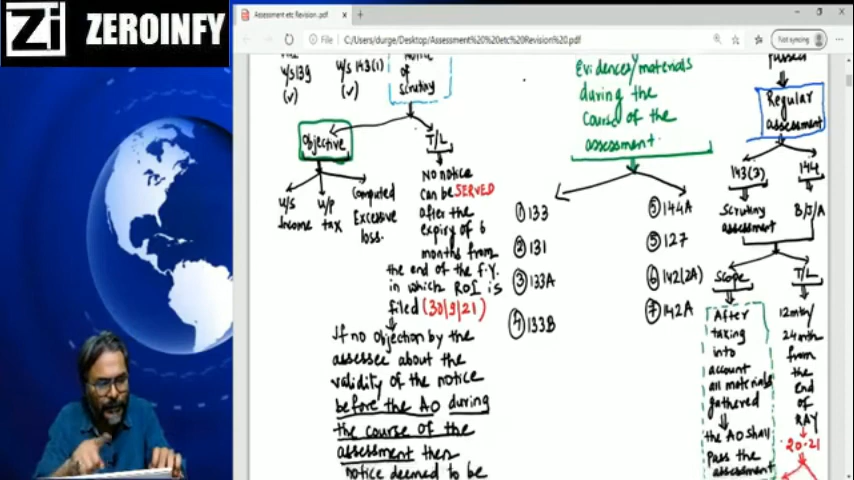 Zi ZEROINFY
Assessment etc Revision.pdf
File C:/Users/durge/Desktop/Assessment%20%20etc%20Revision%20.pdf
Not syncing
u/s 139
(✓)
u/s 143(1)
(✓)
Notice
of
scrutiny
Objective
u/s
Income
u/p
tax
Computed
Excessive
loss.
T/L
No notice
can be SERVED
after the
expiry of 6
months from
the end of the f.y.
in which ROI is
filed (30/9/21)
If no objection by the
assessee about the
validity of the notice
before the AO during
the course of the
assessment then
notice deemed to be
Evidences/materials
during the
course of the
assessment.
① 133
② 131
③ 133A
④ 133B
⑤ 144A
⑤ 127
⑥ 142(2A)
⑦ 142A
passed
Regular
assessment
143(3)
Scrutiny
assessment
144
B/J/A
Scope
After
taking
into
account
all materials
gathered
the AO shall
pass the
assessment
T/L
12mth/
24mth
from
the
end
of
RAY
20-21